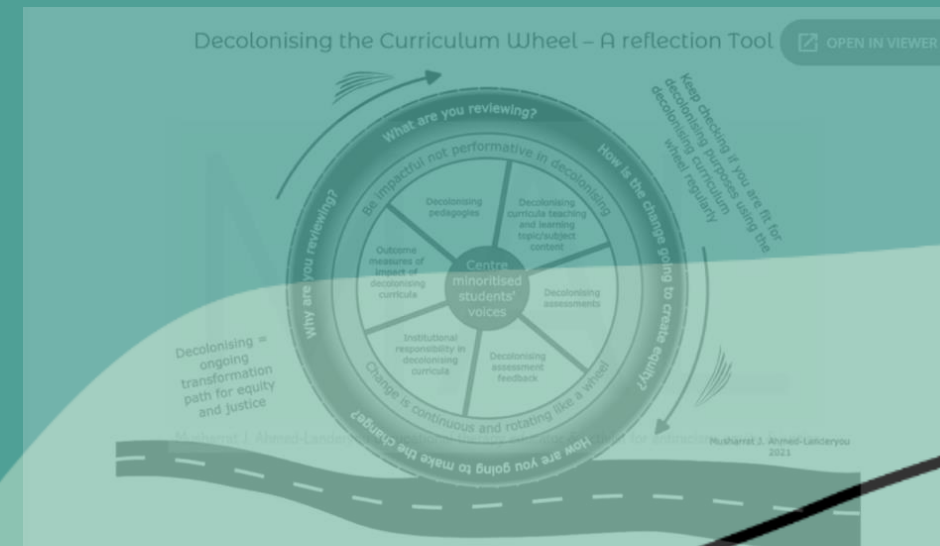 Decolonising the Curriculum Wheel – A reflection Tool
OPEN IN VIEWER
What are you reviewing?
How is the change going to create equity?
How are you going to make the change?
Why are you reviewing?
Be impactful not performative in decolonising
Change is continuous and rotating like a wheel
Decolonising
pedagogies
Decolonising
curricula teaching
and learning
topic/subject
content
Decolonising
assessments
Decolonising
assessment
feedback
Institutional
responsibility in
decolonising
curricula
Outcome
measures of
impact of
decolonising
curricula
Centre
minoritised
students'
voices
Keep checking if you are fit for
decolonising purposes using the
decolonising curriculum
wheel regularly
Decolonising =
ongoing
transformation
path for equity
and justice
Musharrat J. Ahmed-Landeryou
2021
Musharrat J. Ahmed-Landeryou